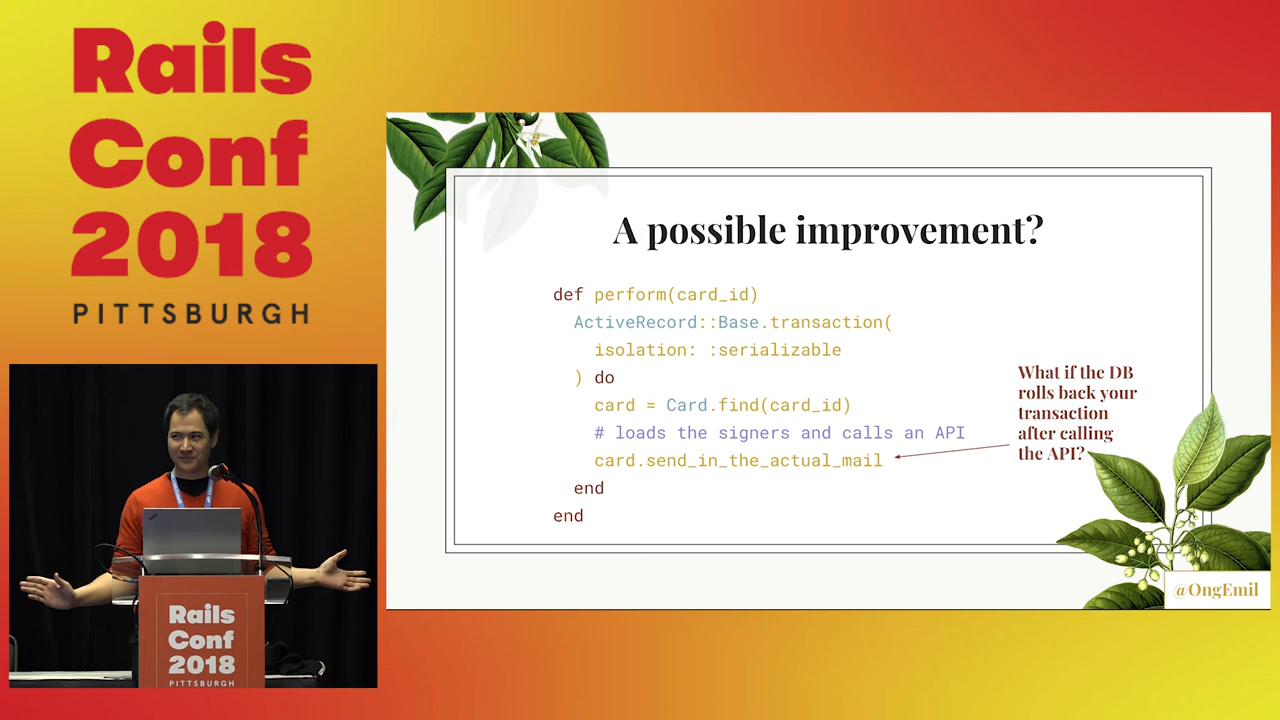 Rails
Conf
2018
PITTSBURGH
A possible improvement?
def perform(card_id)
  ActiveRecord::Base.transaction(
    isolation: :serializable
  ) do
    card = Card.find(card_id)
    # loads the signers and calls an API
    card.send_in_the_actual_mail
  end
end
What if the DB
rolls back your
transaction
after calling
the API?
@OngEmil
Rails
Conf
2018
PITTSBURGH